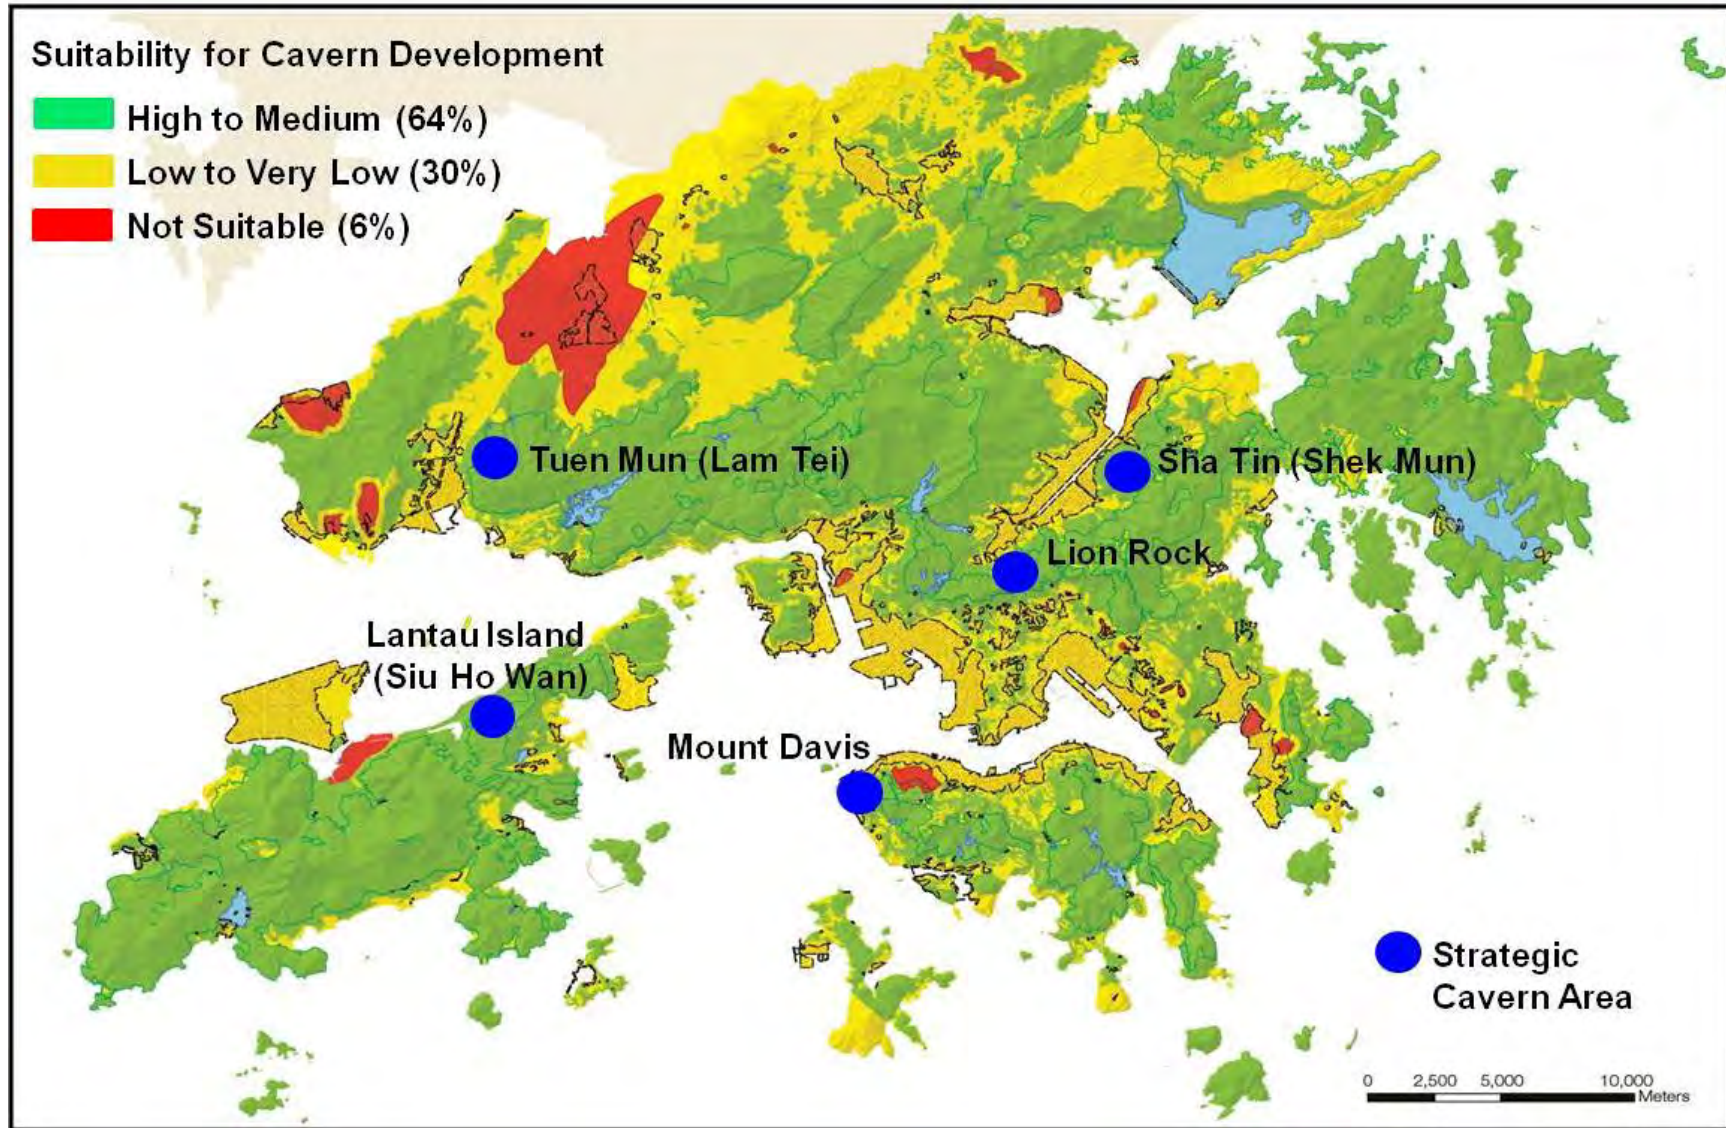 Suitability for Cavern Development
High to Medium (64%)
Low to Very Low (30%)
Not Suitable (6%)
Tuen Mun (Lam Tei)
Sha Tin (Shek Mun)
Lion Rock
Lantau Island
(Siu Ho Wan)
Mount Davis
Strategic
Cavern Area
0 2,500 5,000 10,000
Meters